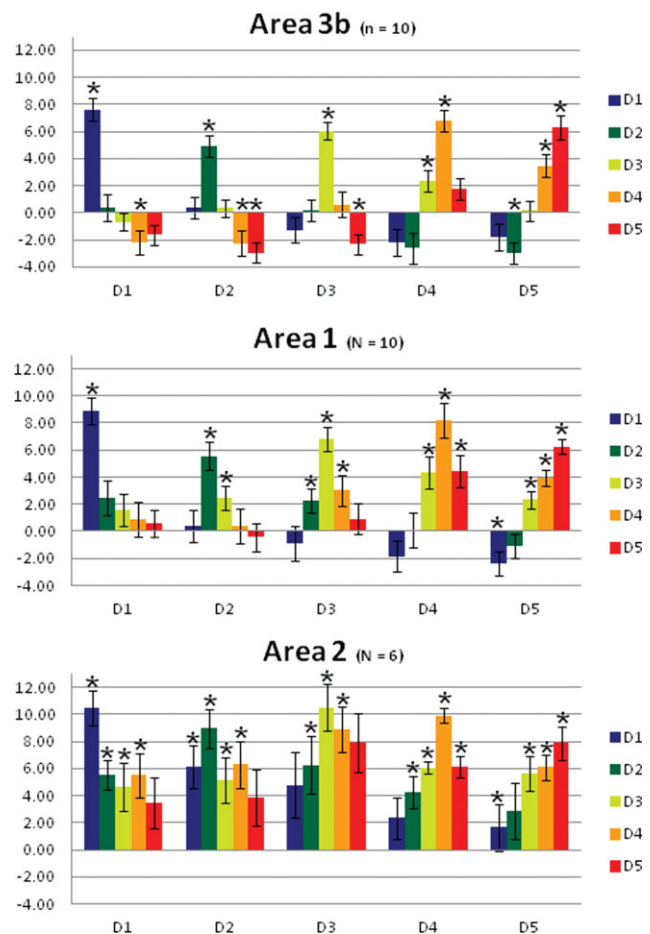 Area 3b (n = 10)
12.00
10.00
8.00
6.00
4.00
2.00
0.00
-2.00
-4.00
* * * * * * * * * * * *
D1 D2 D3 D4 D5
D1
D2
D3
D4
D5
Area 1 (N = 10)
12.00
10.00
8.00
6.00
4.00
2.00
0.00
-2.00
-4.00
* * * * * * * * * * * * *
D1 D2 D3 D4 D5
D1
D2
D3
D4
D5
Area 2 (N = 6)
12.00
10.00
8.00
6.00
4.00
2.00
0.00
-2.00
-4.00
* * * * * * * * * * * * * * * * * * *
D1 D2 D3 D4 D5
D1
D2
D3
D4
D5